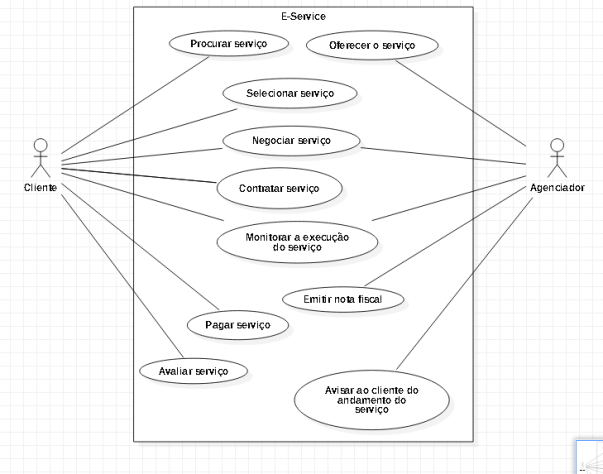 E-Service
Procurar serviço
Oferecer o serviço
Selecionar serviço
Negociar serviço
Cliente
Contratar serviço
Agenciador
Monitorar a execução
do serviço
Emitir nota fiscal
Pagar serviço
Avaliar serviço
Avisar ao cliente do
andamento do
serviço